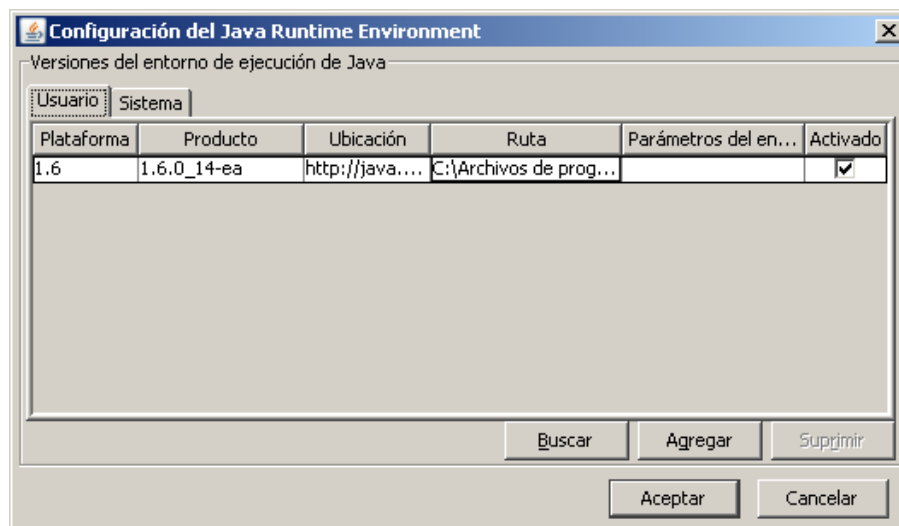 Configuración del Java Runtime Environment
Versiones del entorno de ejecución de Java
Usuario Sistema
Plataforma Producto Ubicación Ruta Parámetros del en... Activado
1.6 1.6.0_14-ea http://java.... C:\Archivos de prog...
Buscar Agregar Suprimir
Aceptar Cancelar